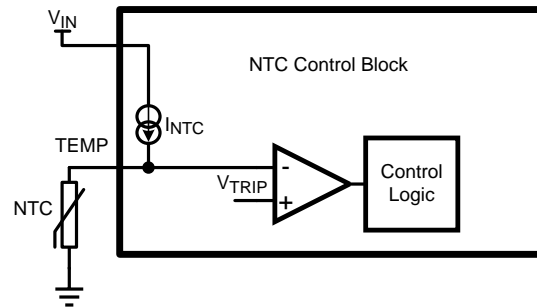 VIN
NTC Control Block
INTC
TEMP
-
Control
Logic
VTRIP
+
NTC